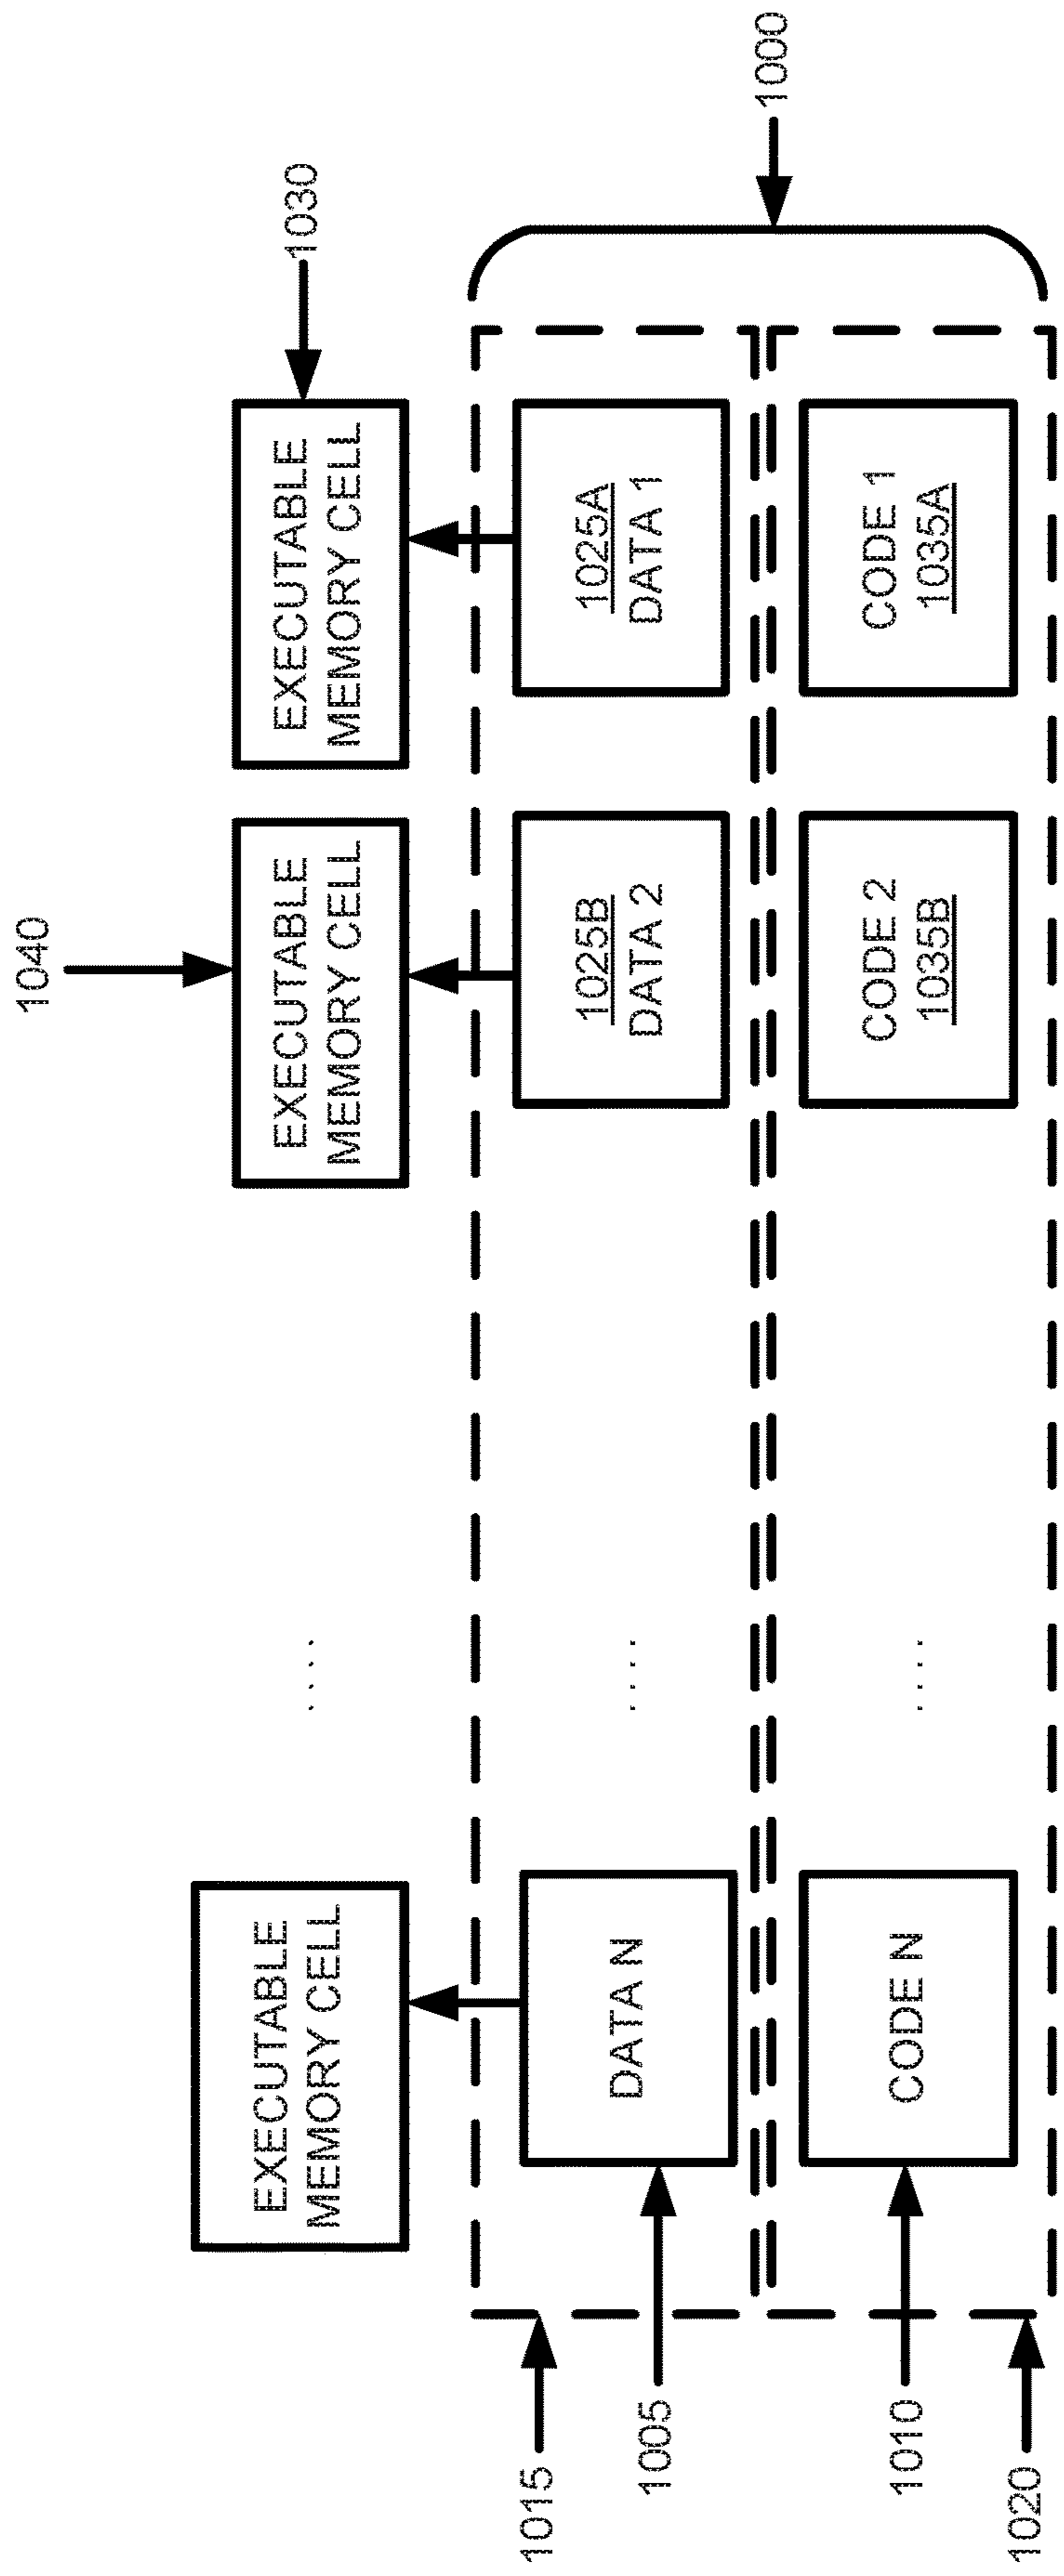 1040
EXECUTABLE
MEMORY CELL
....
EXECUTABLE
MEMORY CELL
EXECUTABLE
MEMORY CELL
1030
1015
1005
DATA N
....
1025B
DATA 2
1025A
DATA 1
1000
1010
CODE N
....
CODE 2
1035B
CODE 1
1035A
1020